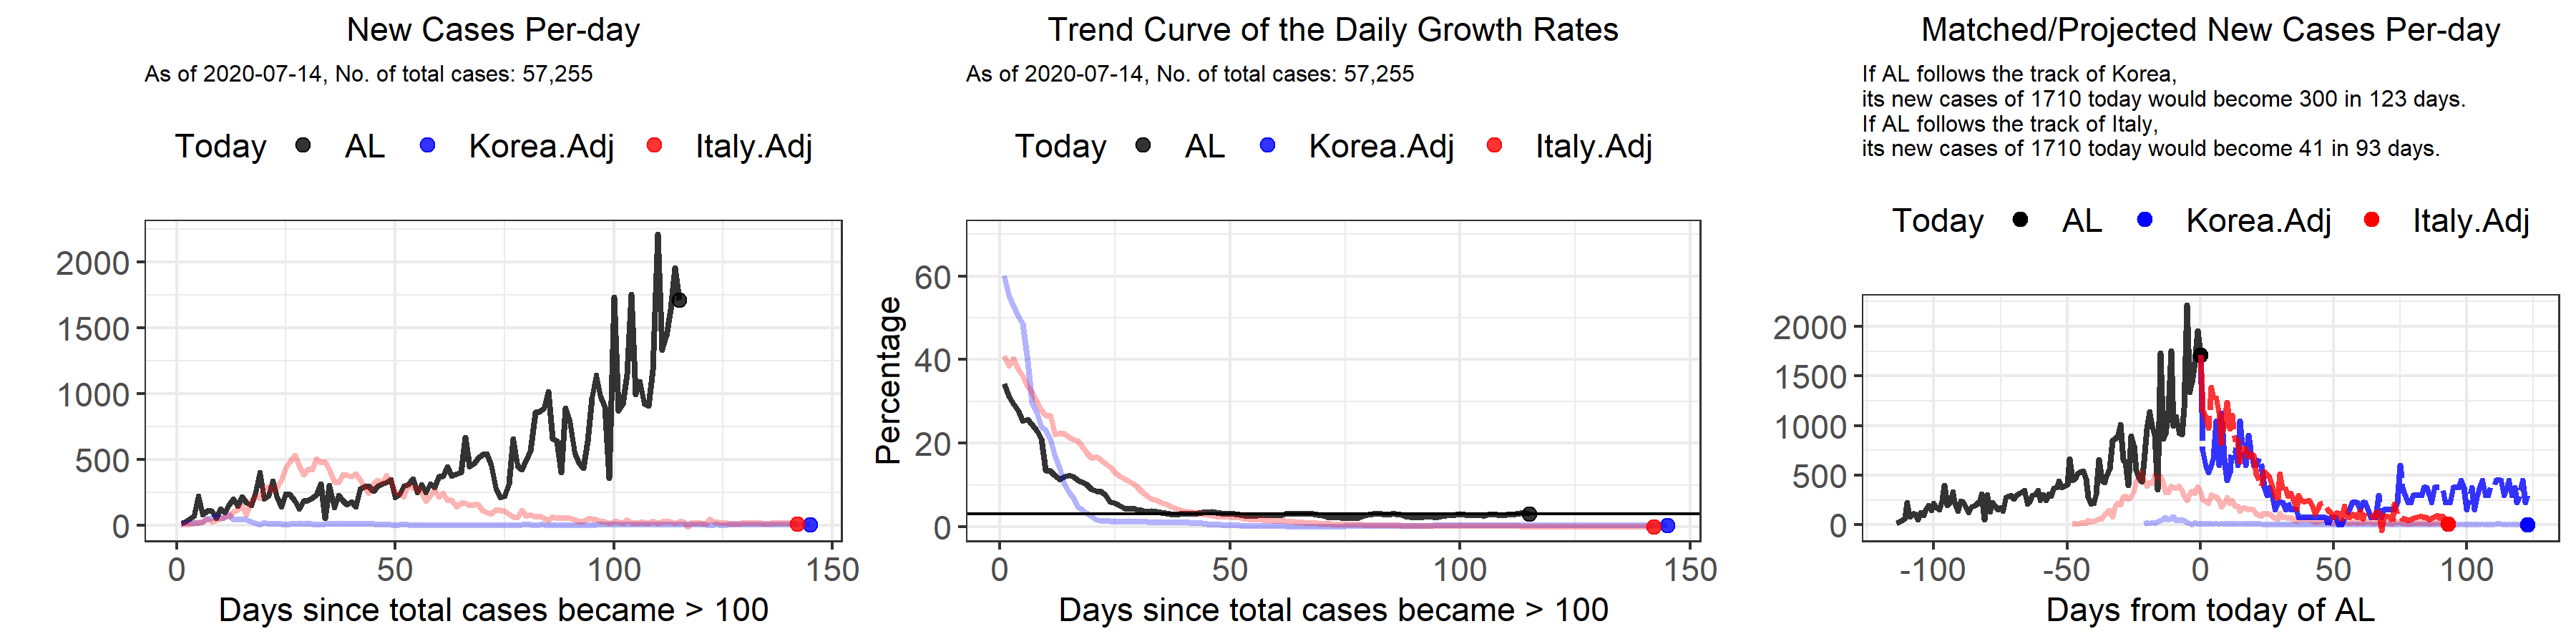 New Cases Per-day
As of 2020-07-14, No. of total cases: 57,255
Today AL Korea.Adj Italy.Adj
2000
1500
1000
500
0
0 50 100 150
Days since total cases became > 100
Trend Curve of the Daily Growth Rates
As of 2020-07-14, No. of total cases: 57,255
Today AL Korea.Adj Italy.Adj
Percentage
60
40
20
0
0 50 100 150
Days since total cases became > 100
Matched/Projected New Cases Per-day
If AL follows the track of Korea,
its new cases of 1710 today would become 300 in 123 days.
If AL follows the track of Italy,
its new cases of 1710 today would become 41 in 93 days.
Today AL Korea.Adj Italy.Adj
2000
1500
1000
500
0
-100 -50 0 50 100
Days from today of AL